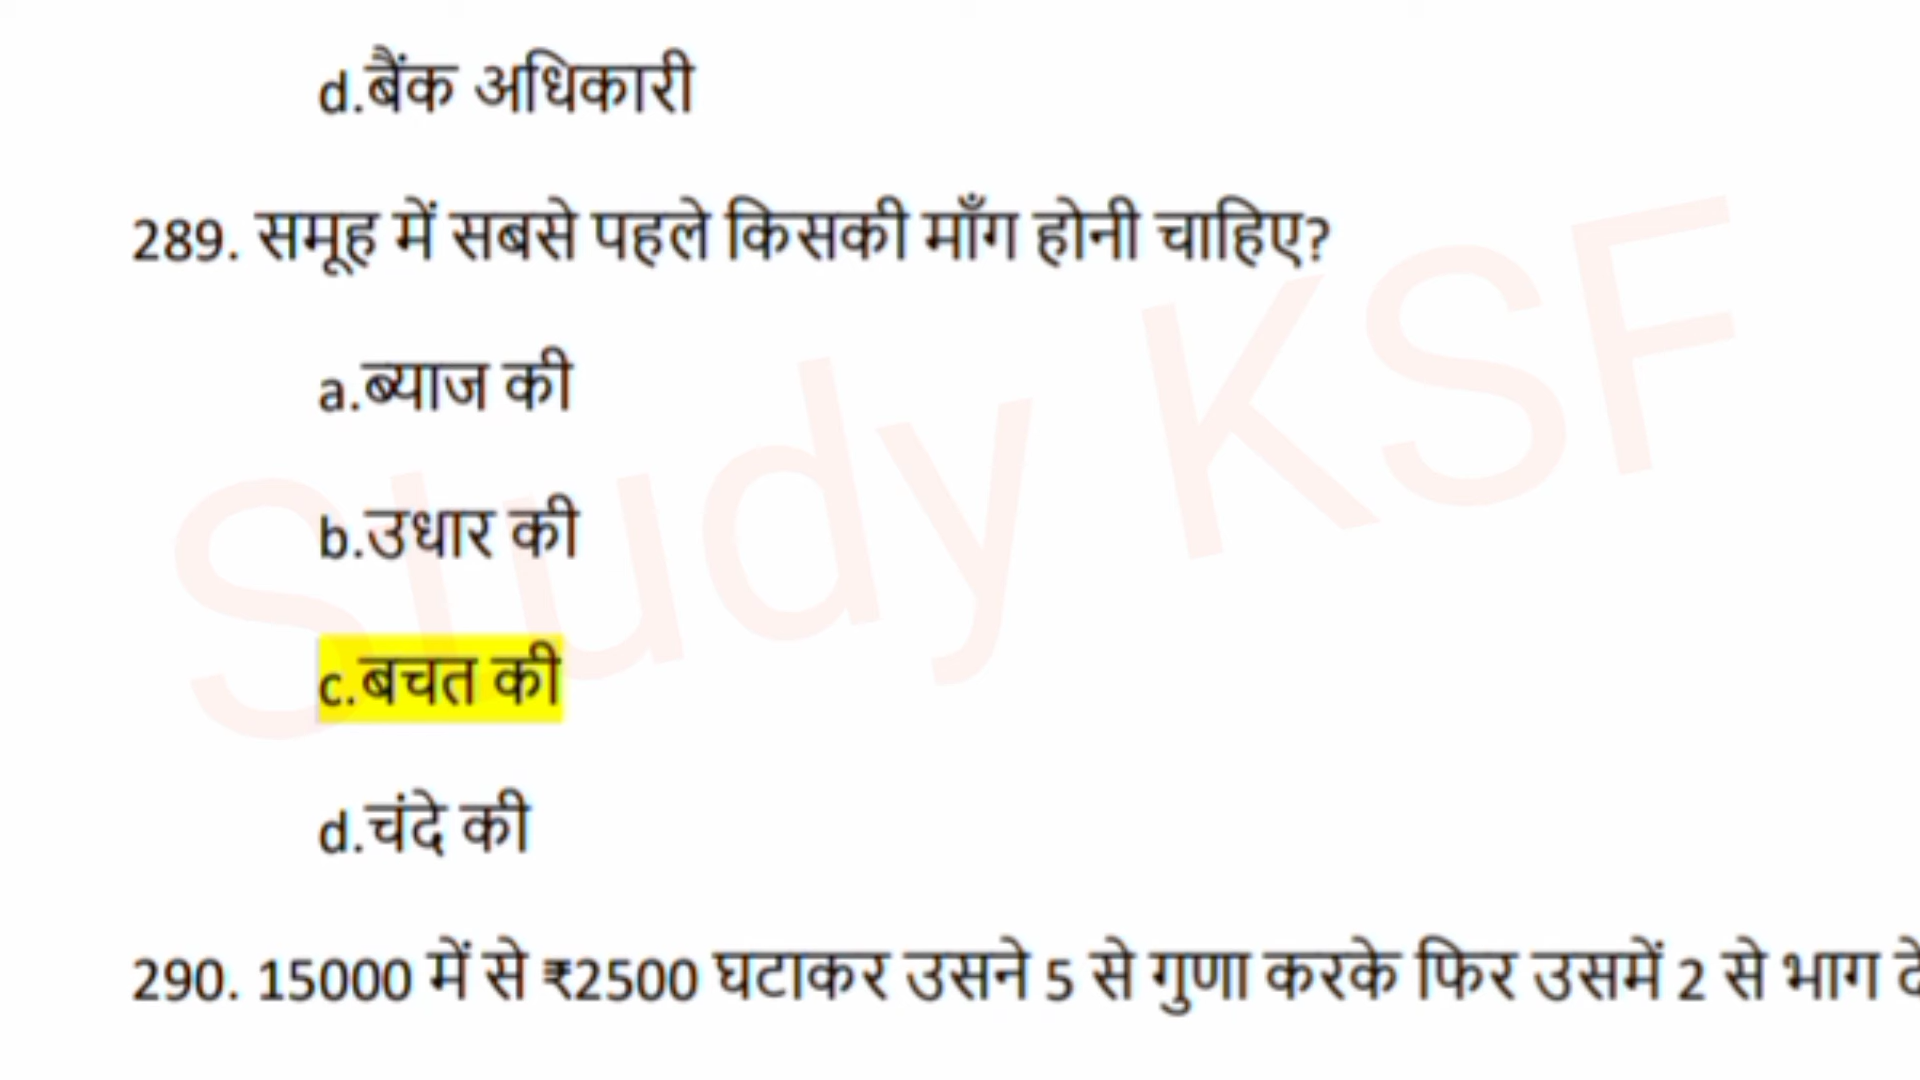 d.बैंक अधिकारी
289. समूह में सबसे पहले किसकी माँग होनी चाहिए?
a.ब्याज की
b.उधार की
c.बचत की
d.चंदे की
290. 15000 में से ₹2500 घटाकर उसने 5 से गुणा करके फिर उसमें 2 से भाग
Study KSF